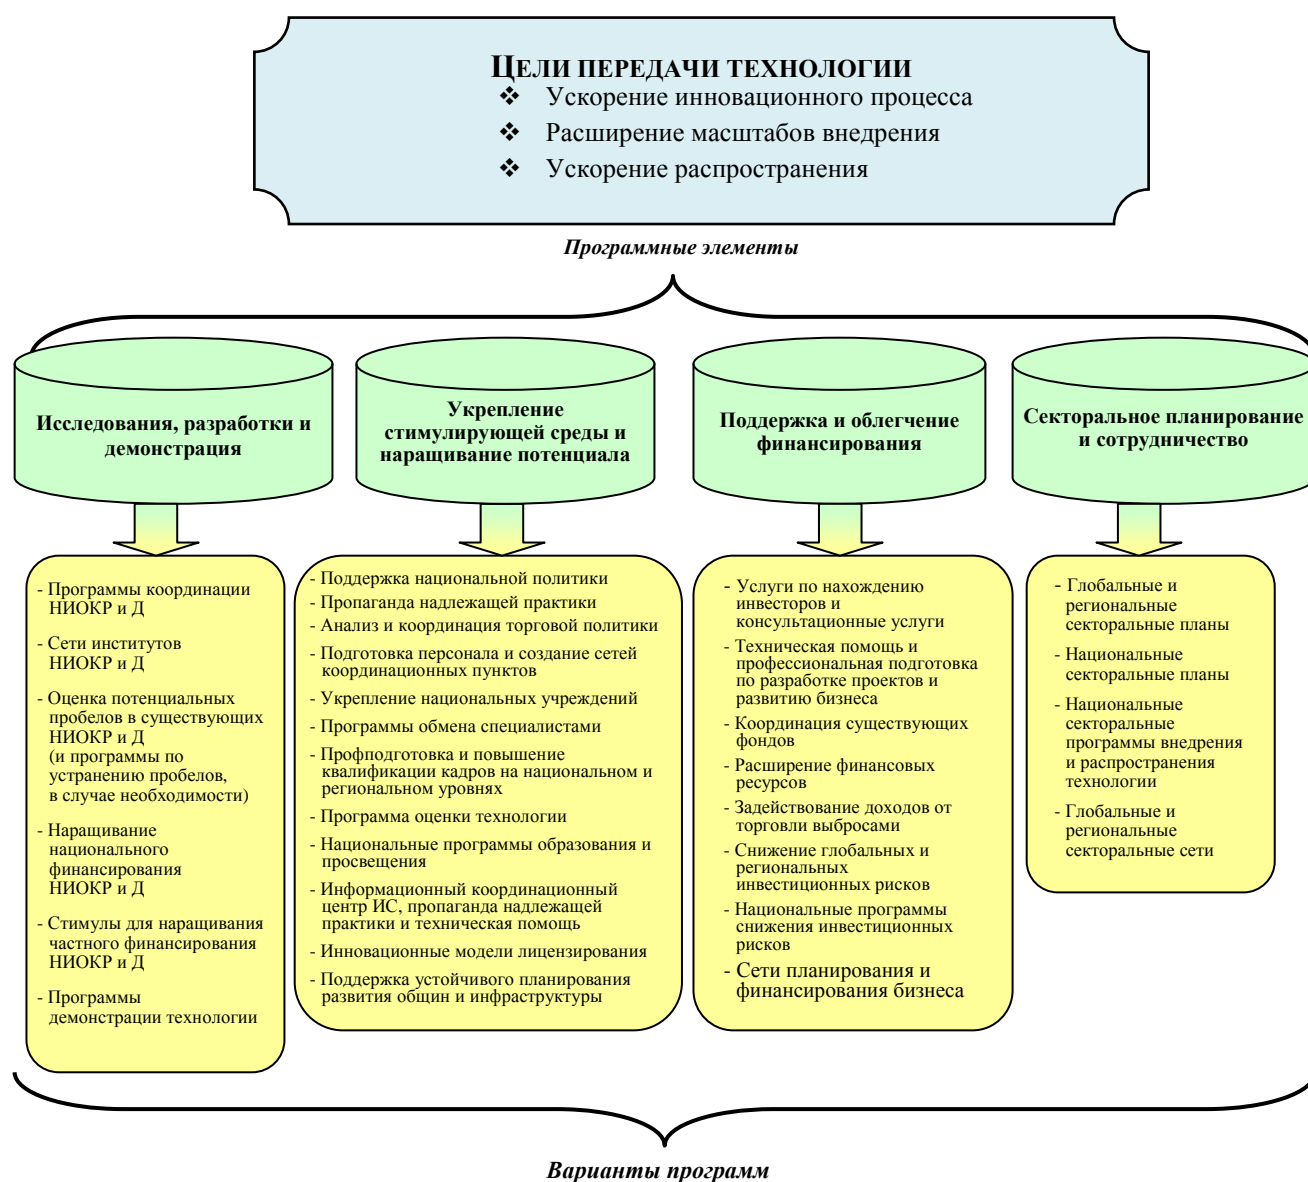 ЦЕЛИ ПЕРЕДАЧИ ТЕХНОЛОГИИ
❖ Ускорение инновационного процесса
❖ Расширение масштабов внедрения
❖ Ускорение распространения
Программные элементы
Исследования, разработки и
демонстрация
Укрепление
стимулирующей среды и
наращивание потенциала
Поддержка и облегчение
финансирования
Секторальное планирование
и сотрудничество
- Программы координации
НИОКР и Д
- Сети институтов
НИОКР и Д
- Оценка потенциальных
пробелов в существующих
НИОКР и Д
(и программы по
устранению пробелов,
в случае необходимости)
- Наращивание
национального
финансирования
НИОКР и Д
- Стимулы для наращивания
частного финансирования
НИОКР и Д
- Программы
демонстрации технологии
- Поддержка национальной политики
- Пропаганда надлежащей практики
- Анализ и координация торговой политики
- Подготовка персонала и создание сетей
координационных пунктов
- Укрепление национальных учреждений
- Программы обмена специалистами
- Профподготовка и повышение
квалификации кадров на национальном и
региональном уровнях
- Программа оценки технологии
- Национальные программы образования и
просвещения
- Информационный координационный
центр ИС, пропаганда надлежащей
практики и техническая помощь
- Инновационные модели лицензирования
- Поддержка устойчивого планирования
развития общин и инфраструктуры
- Услуги по нахождению
инвесторов и
консультационные услуги
- Техническая помощь и
профессиональная подготовка
по разработке проектов и
развитию бизнеса
- Координация существующих
фондов
- Расширение финансовых
ресурсов
- Задействование доходов от
торговли выбросами
- Снижение глобальных и
региональных
инвестиционных рисков
- Национальные программы
снижения инвестиционных
рисков
- Сети планирования и
финансирования бизнеса
- Глобальные и
региональные
секторальные планы
- Национальные
секторальные планы
- Национальные
секторальные
программы внедрения
и распространения
технологии
- Глобальные и
региональные
секторальные сети
Варианты программ